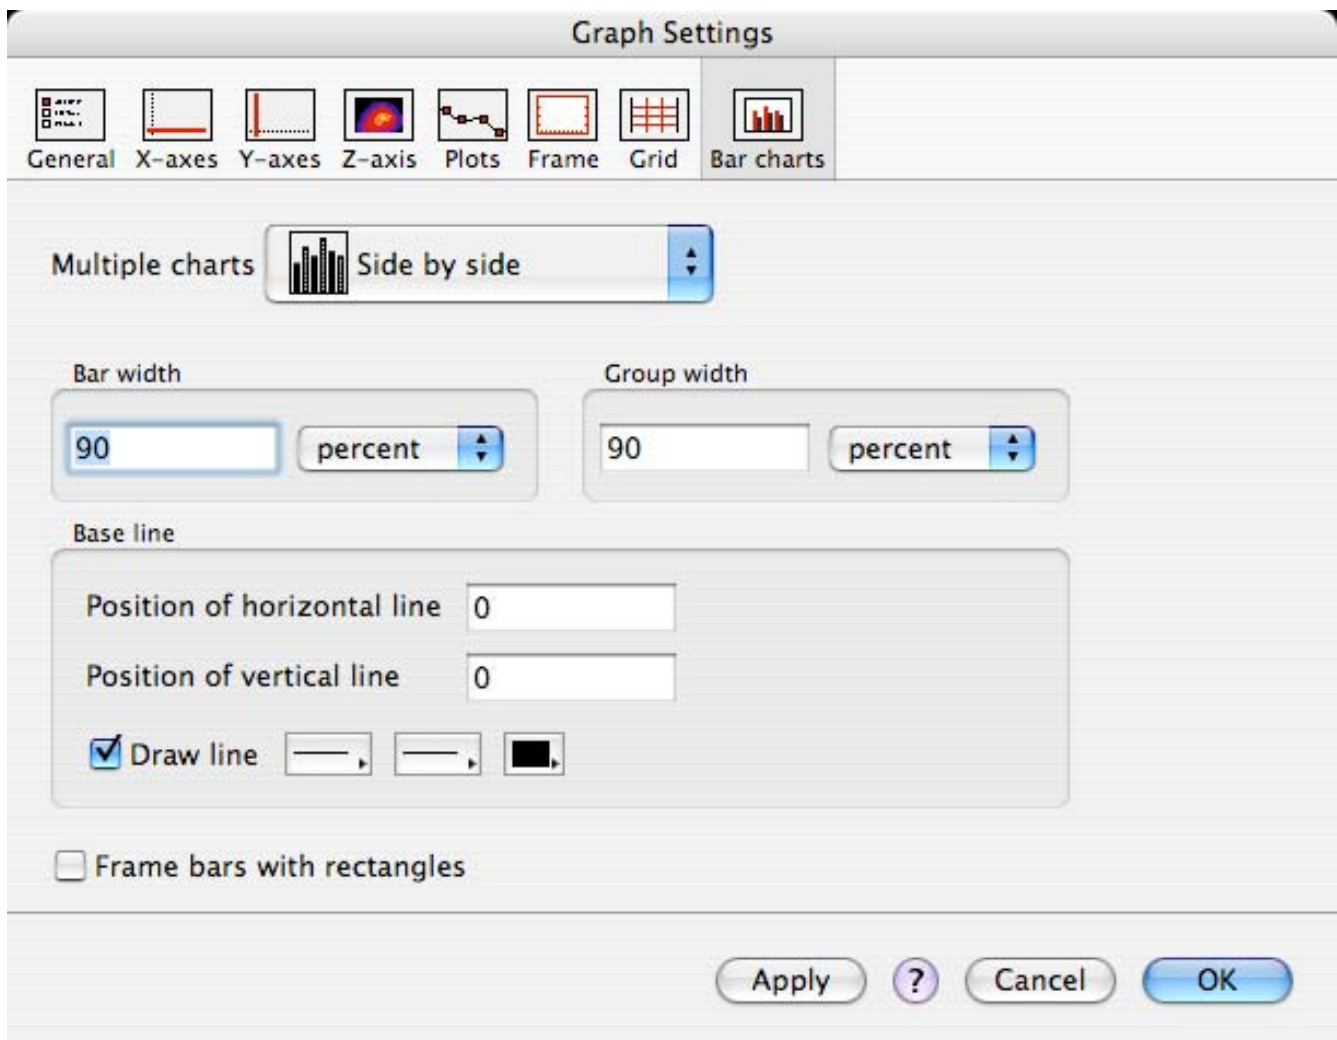 Graph Settings
General X-axes Y-axes Z-axis Plots Frame Grid Bar charts
Multiple charts Side by side
Bar width Group width
90 percent 90 percent
Base line
Position of horizontal line 0
Position of vertical line 0
Draw line
Frame bars with rectangles
Apply ? Cancel OK